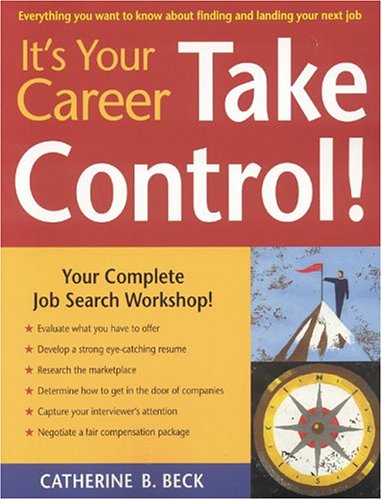 Everything you want to know about finding and landing your next job
It's Your
Career
Take
Control!
Your Complete
Job Search Workshop!
★ Evaluate what you have to offer
★ Develop a strong eye-catching resume
★ Research the marketplace
★ Determine how to get in the door of companies
★ Capture your interviewer's attention
★ Negotiate a fair compensation package
N
E
S
CATHERINE B. BECK